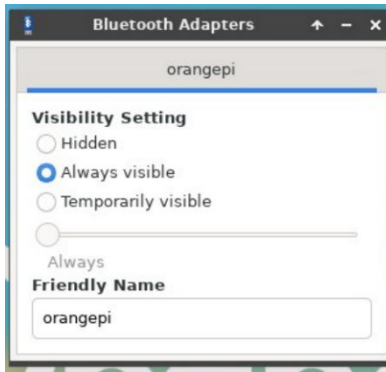 Bluetooth Adapters
orangepi
Visibility Setting
Hidden
Always visible
Temporarily visible
Always
Friendly Name
orangepi